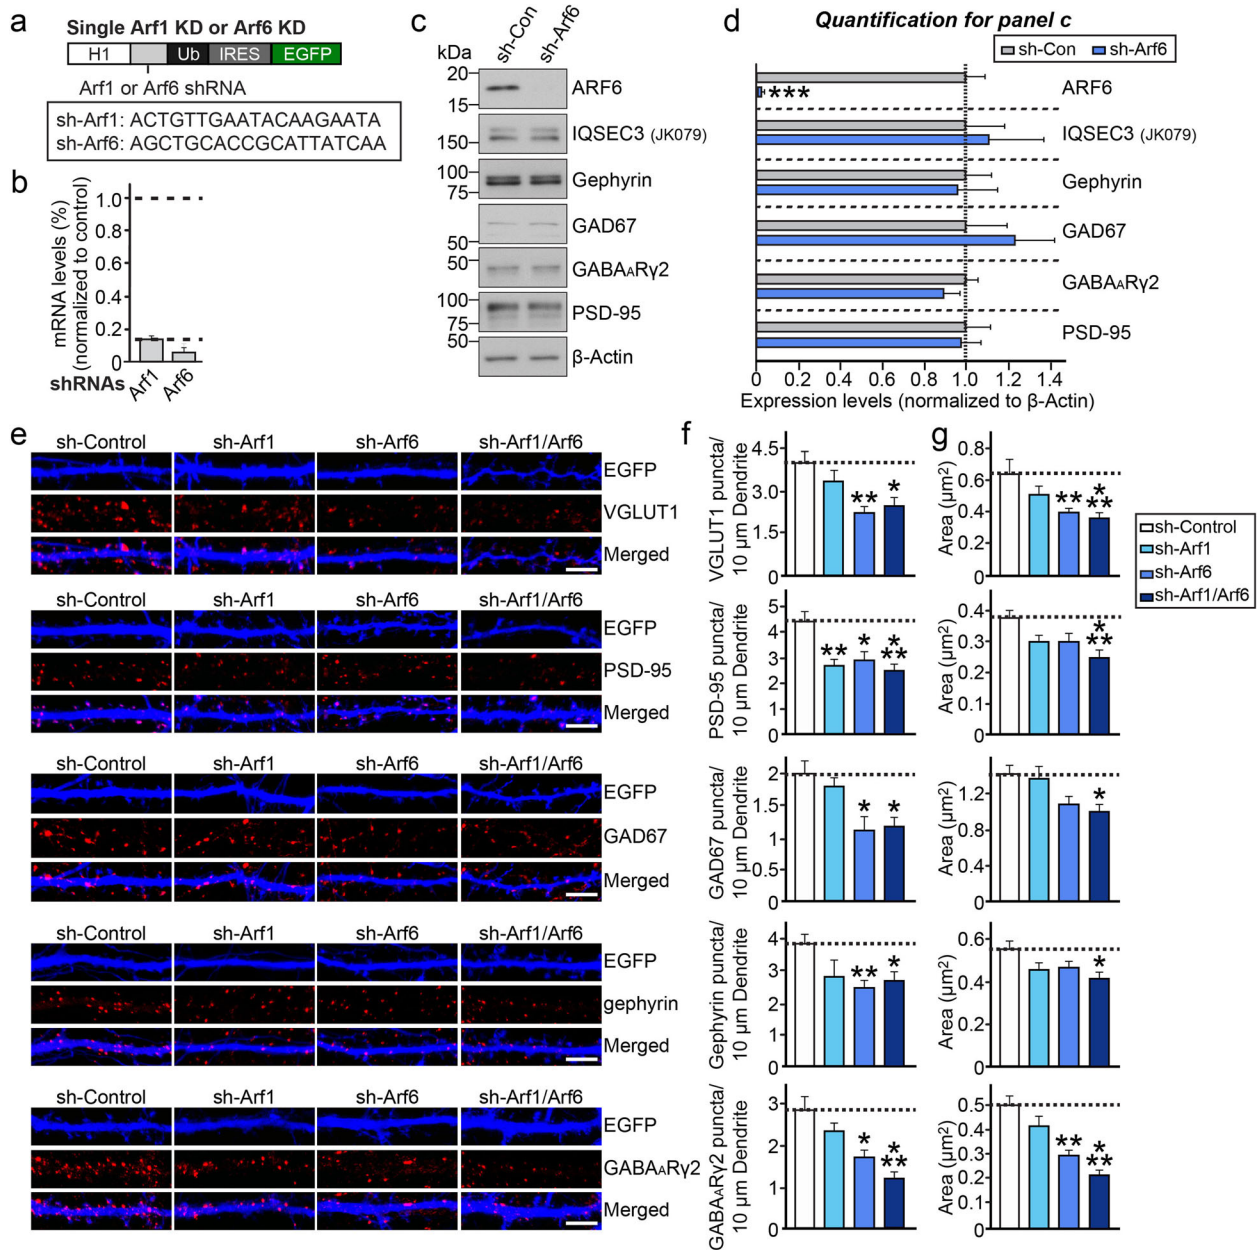 a
Single Arf1 KD or Arf6 KD
H1 Ub IRES EGFP
Arf1 or Arf6 shRNA
sh-Arf1: ACTGTTGAATACAAGAATA
sh-Arf6: AGCTGCACCGCATTATCAA
b
mRNA levels (%)
(normalized to control)
1.0
0.8
0.6
0.4
0.2
0
shRNAs
Arf1
Arf6
c
sh-Con
sh-Arf6
kDa
20
15
ARF6
150
IQSEC3 (JK079)
100
75
Gephyrin
50
GAD67
50
GABAARγ2
100
75
PSD-95
50
β-Actin
d
Quantification for panel c
sh-Con sh-Arf6
ARF6
***
IQSEC3 (JK079)
Gephyrin
GAD67
GABAARγ2
PSD-95
0 0.2 0.4 0.6 0.8 1.0 1.2 1.4
Expression levels (normalized to β-Actin)
e
sh-Control sh-Arf1 sh-Arf6 sh-Arf1/Arf6
EGFP
VGLUT1
Merged
sh-Control sh-Arf1 sh-Arf6 sh-Arf1/Arf6
EGFP
PSD-95
Merged
sh-Control sh-Arf1 sh-Arf6 sh-Arf1/Arf6
EGFP
GAD67
Merged
sh-Control sh-Arf1 sh-Arf6 sh-Arf1/Arf6
EGFP
gephyrin
Merged
sh-Control sh-Arf1 sh-Arf6 sh-Arf1/Arf6
EGFP
GABAARγ2
Merged
f
VGLUT1 puncta/
10 µm Dendrite
4.5
3.0
1.5
0
** *
PSD-95 puncta/
10 µm Dendrite
5
4
3
2
1
0
** * ***
GAD67 puncta/
10 µm Dendrite
2
1.5
1
0.5
0
* *
Gephyrin puncta/
10 µm Dendrite
4
3
2
1
0
** *
GABAARγ2 puncta/
10 µm Dendrite
3
2
1
0
* ***
g
Area (µm²)
0.8
0.6
0.4
0.2
0
** ***
Area (µm²)
0.4
0.3
0.2
0.1
0
***
Area (µm²)
1.2
0.8
0.4
0
*
Area (µm²)
0.6
0.4
0.2
0
*
Area (µm²)
0.5
0.4
0.3
0.2
0.1
0
** ***
sh-Control
sh-Arf1
sh-Arf6
sh-Arf1/Arf6